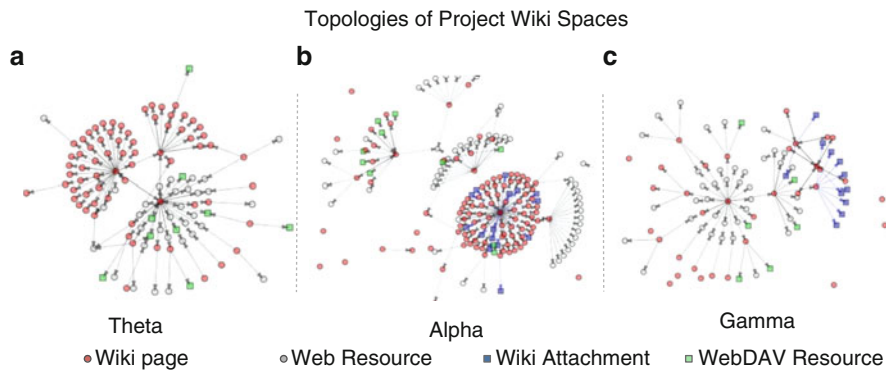 Topologies of Project Wiki Spaces
a b c
Theta Alpha Gamma
Wiki page Web Resource Wiki Attachment WebDAV Resource